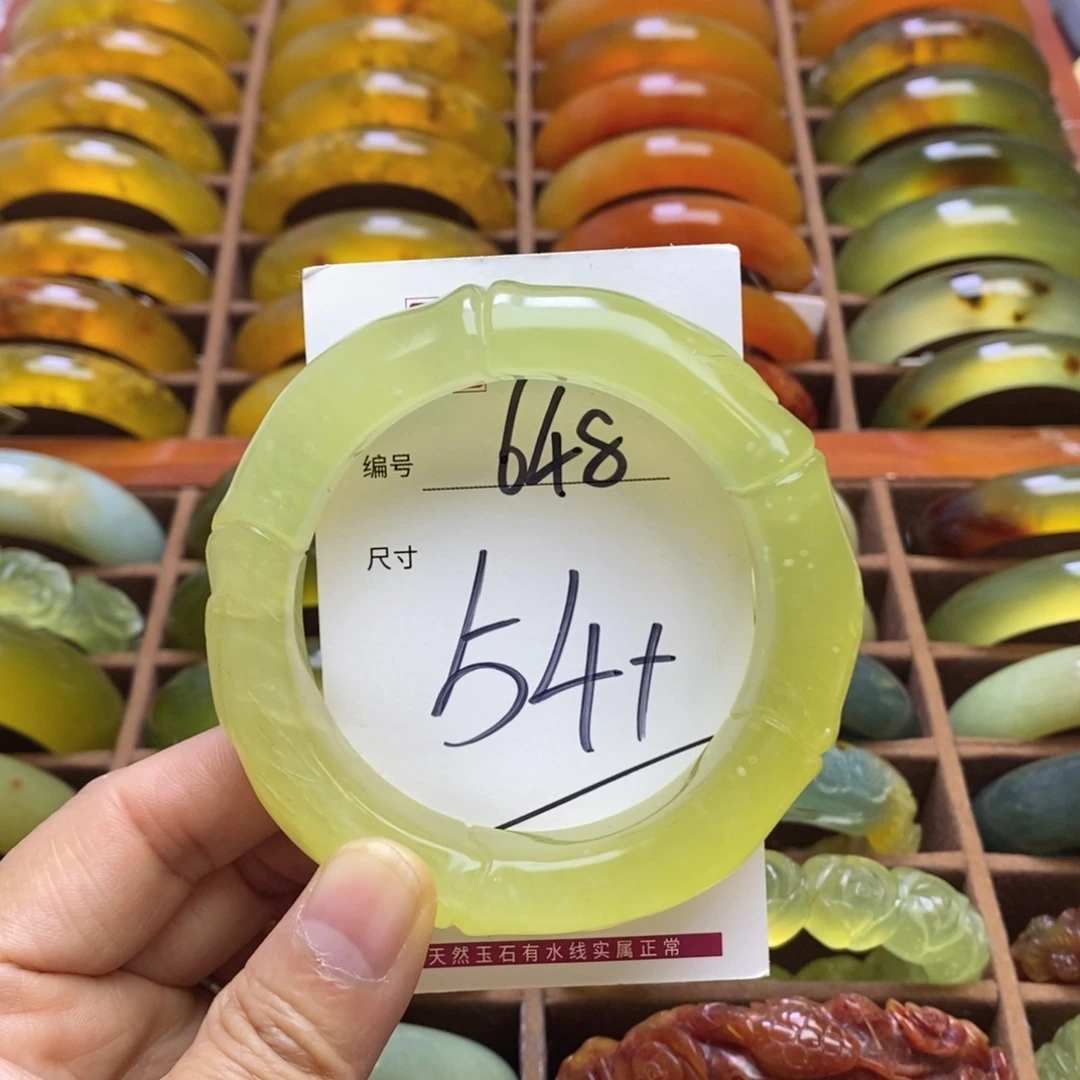 编号 648
尺寸
54+
天然玉石有水线实属正常